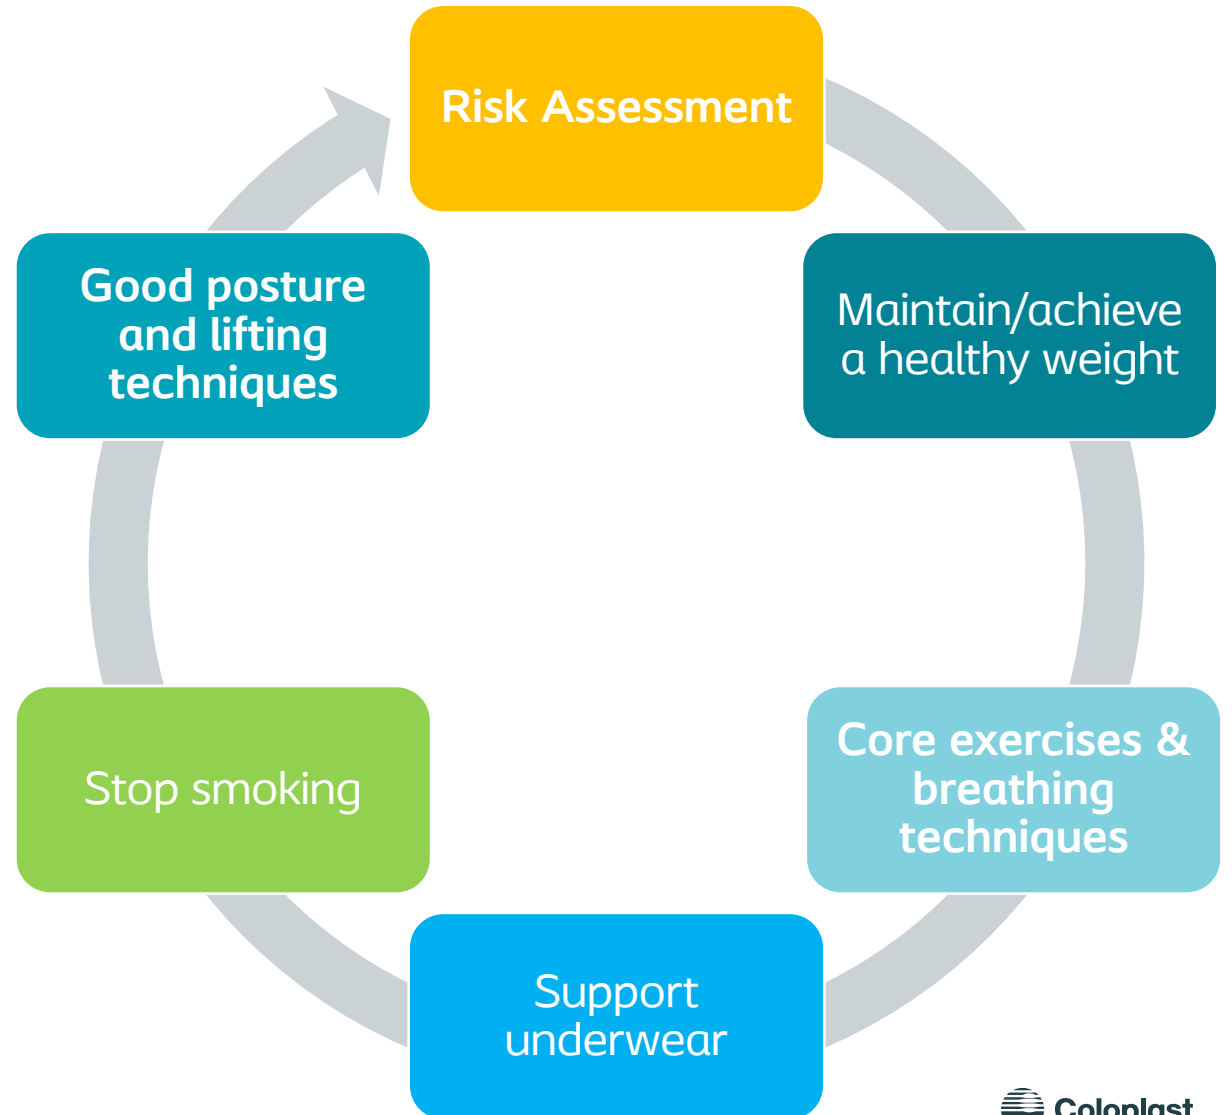 Risk Assessment
Maintain/achieve
a healthy weight
Core exercises &
breathing
techniques
Support
underwear
Stop smoking
Good posture
and lifting
techniques
Coloplast